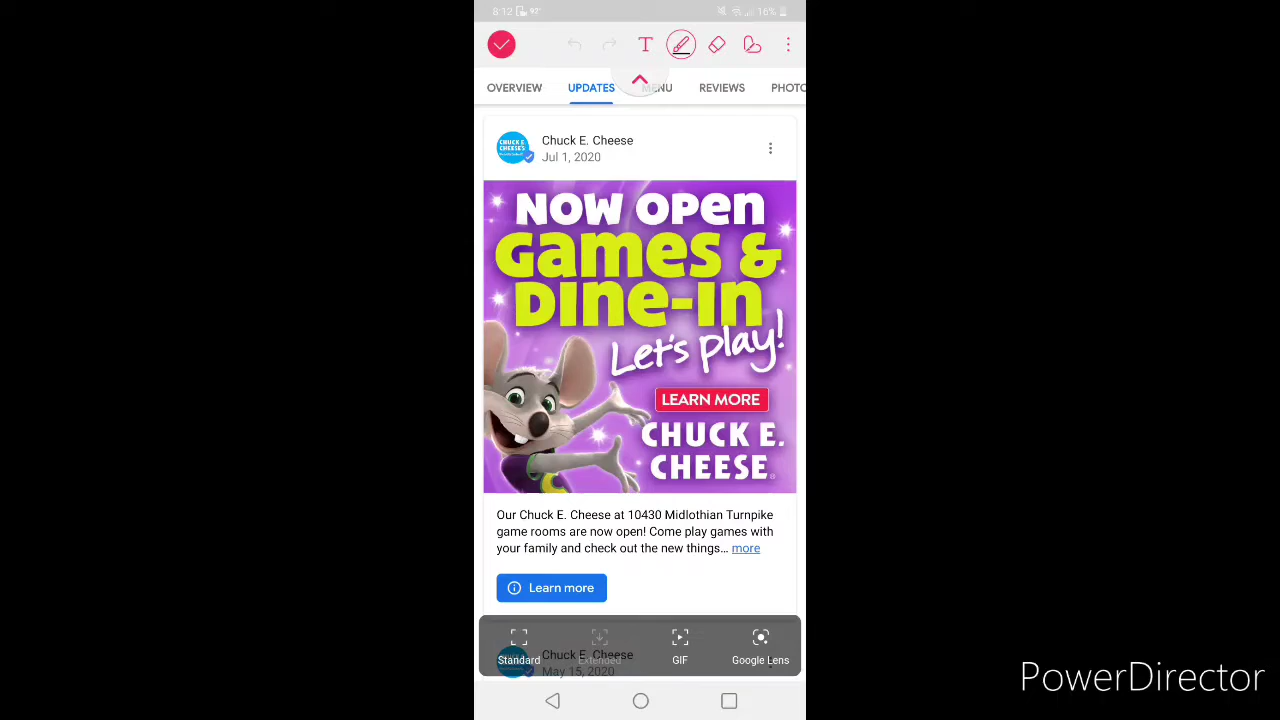 8:12 92°
16%
T
OVERVIEW UPDATES MENU REVIEWS PHOTO
CHUCK E. CHEESE'S
Chuck E. Cheese
Jul 1, 2020
NOW OPEN
GAMES &
DINE-IN
Let's play!
LEARN MORE
CHUCK E.
CHEESE®
Our Chuck E. Cheese at 10430 Midlothian Turnpike
game rooms are now open! Come play games with
your family and check out the new things... more
Learn more
Chuck E. Cheese
May 15, 2020
Standard Extended GIF Google Lens
PowerDirector